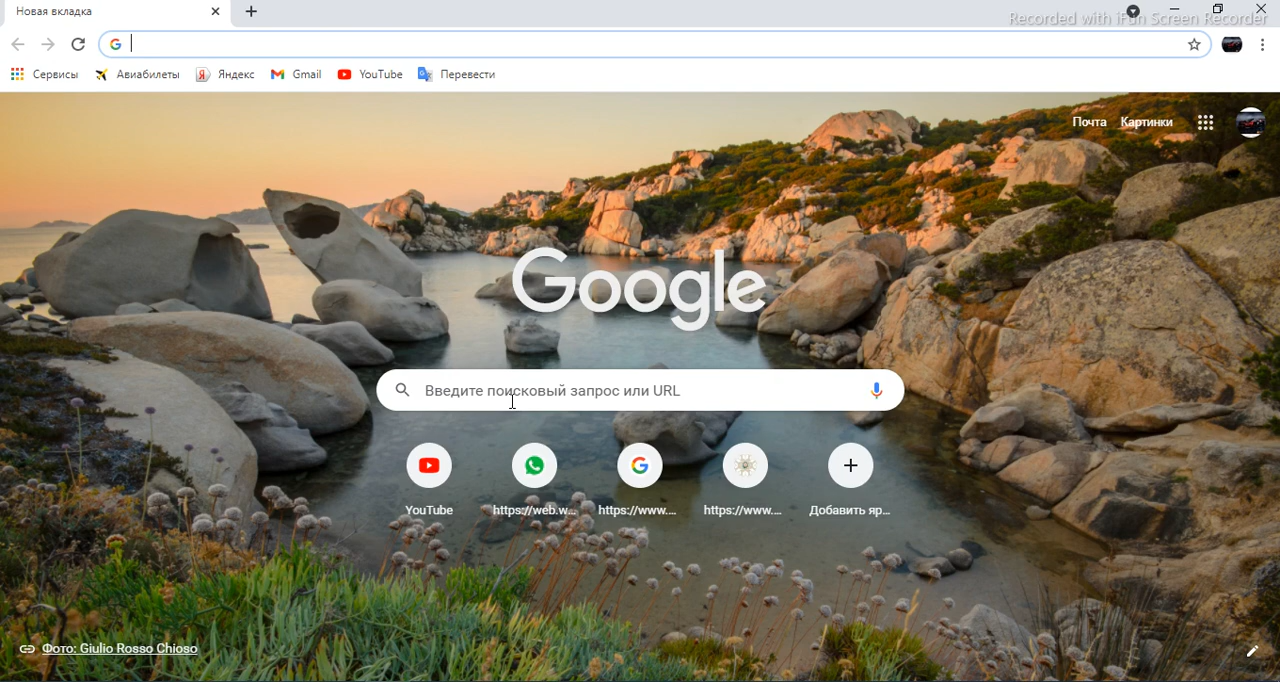 Новая вкладка
Recorded with iFun Screen Recorder
Сервисы Авиабилеты Яндекс Gmail YouTube Перевести
Почта Картинки
Google
Введите поисковый запрос или URL
YouTube https://web.w... https://www.... https://www.... Добавить яр...
Фото: Giulio Rosso Chioso